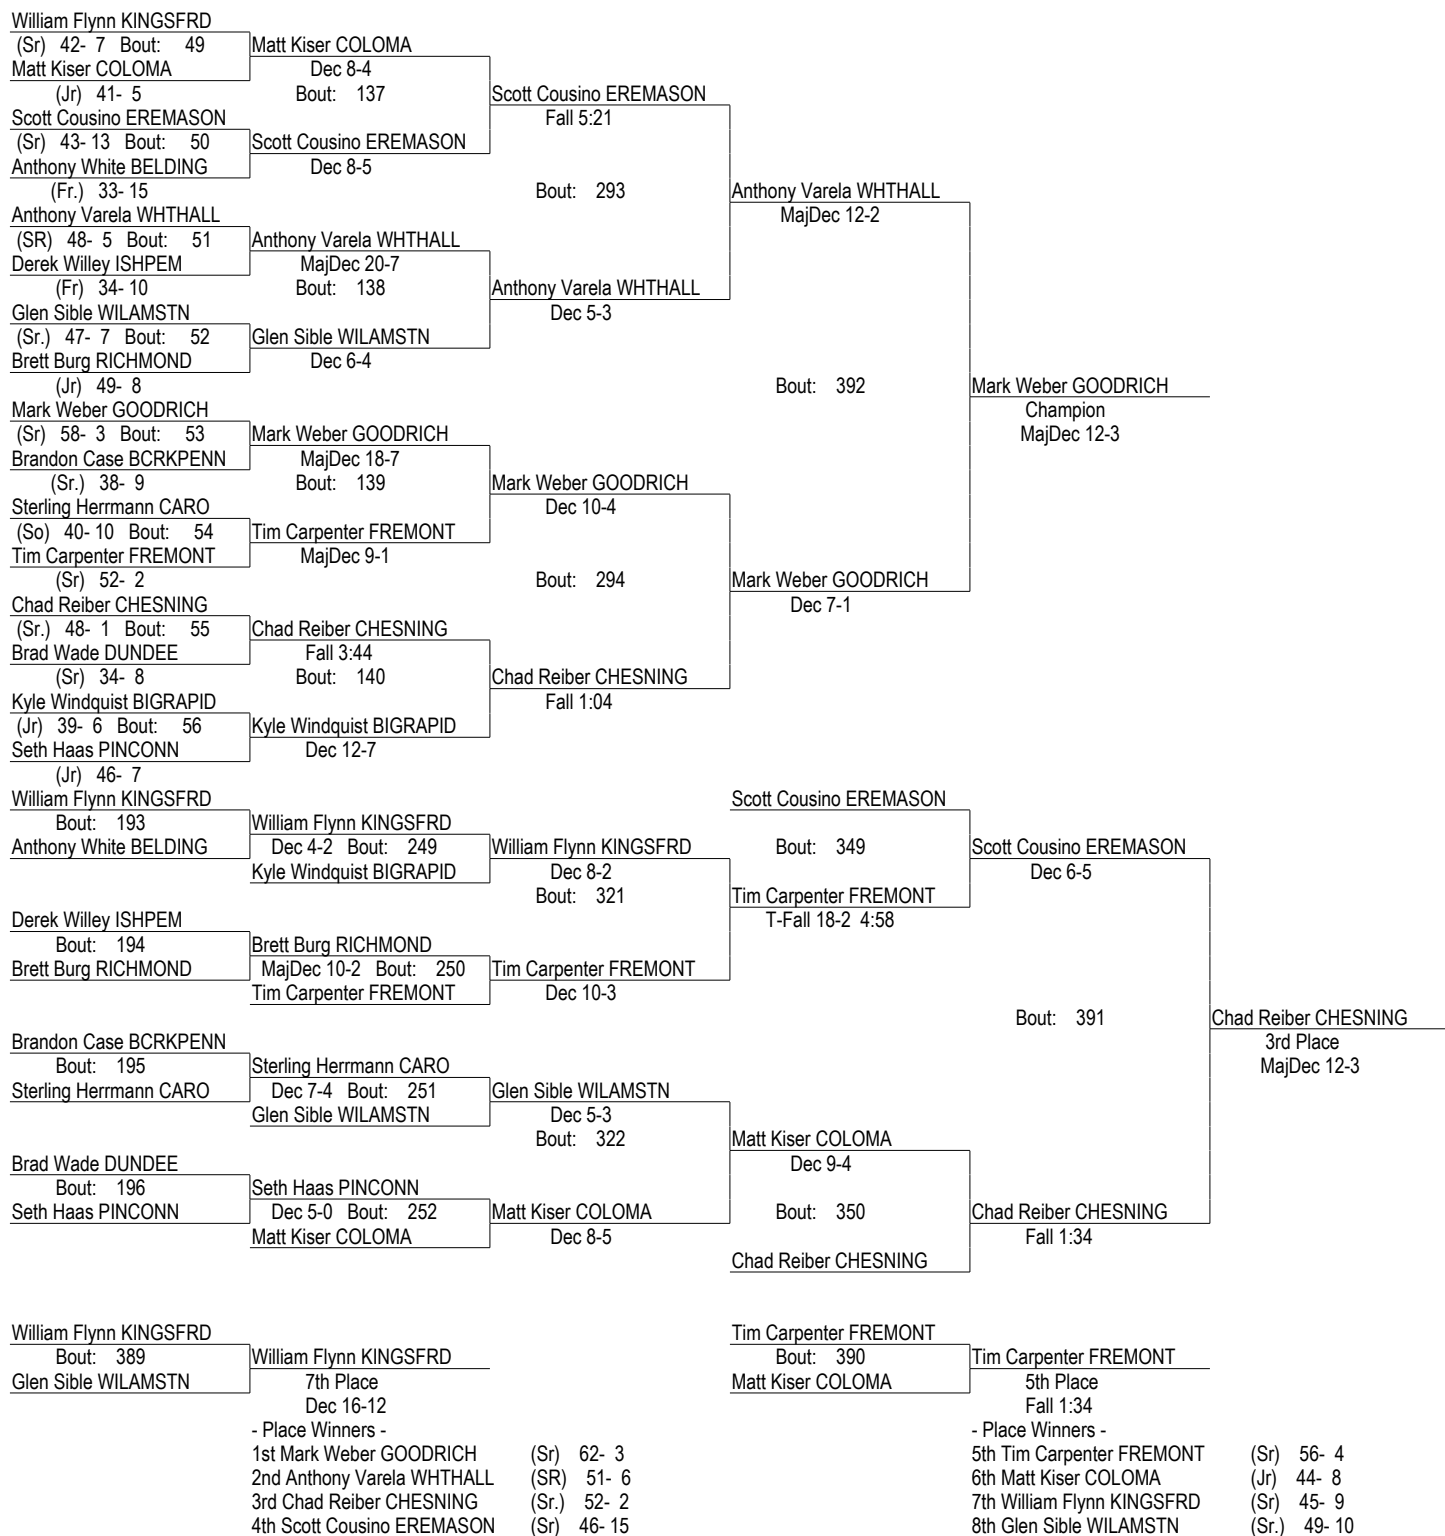 William Flynn KINGSFRD
(Sr) 42- 7 Bout: 49 Matt Kiser COLOMA
Matt Kiser COLOMA Dec 8-4
(Jr) 41- 5 Bout: 137 Scott Cousino EREMASON
Scott Cousino EREMASON Fall 5:21
(Sr) 43- 13 Bout: 50 Scott Cousino EREMASON
Anthony White BELDING Dec 8-5
(Fr.) 33- 15 Bout: 293 Anthony Varela WHTHALL
Anthony Varela WHTHALL MajDec 12-2
(SR) 48- 5 Bout: 51 Anthony Varela WHTHALL
Derek Willey ISHPEM MajDec 20-7
(Fr) 34- 10 Bout: 138 Anthony Varela WHTHALL
Glen Sible WILAMSTN Dec 5-3
(Sr.) 47- 7 Bout: 52 Glen Sible WILAMSTN
Brett Burg RICHMOND Dec 6-4
(Jr) 49- 8 Bout: 392 Mark Weber GOODRICH
Mark Weber GOODRICH Champion
(Sr) 58- 3 Bout: 53 Mark Weber GOODRICH MajDec 12-3
Brandon Case BCRKPENN MajDec 18-7
(Sr.) 38- 9 Bout: 139 Mark Weber GOODRICH
Sterling Herrmann CARO Dec 10-4
(So) 40- 10 Bout: 54 Tim Carpenter FREMONT
Tim Carpenter FREMONT MajDec 9-1
(Sr) 52- 2 Bout: 294 Mark Weber GOODRICH
Chad Reiber CHESNING Dec 7-1
(Sr.) 48- 1 Bout: 55 Chad Reiber CHESNING
Brad Wade DUNDEE Fall 3:44
(Sr) 34- 8 Bout: 140 Chad Reiber CHESNING
Kyle Windquist BIGRAPID Fall 1:04
(Jr) 39- 6 Bout: 56 Kyle Windquist BIGRAPID
Seth Haas PINCONN Dec 12-7
(Jr) 46- 7
William Flynn KINGSFRD Scott Cousino EREMASON
Bout: 193 William Flynn KINGSFRD
Anthony White BELDING Dec 4-2 Bout: 249 William Flynn KINGSFRD Bout: 349 Scott Cousino EREMASON
Kyle Windquist BIGRAPID Dec 8-2 Dec 6-5
Bout: 321 Tim Carpenter FREMONT
Derek Willey ISHPEM T-Fall 18-2 4:58
Bout: 194 Brett Burg RICHMOND
Brett Burg RICHMOND MajDec 10-2 Bout: 250 Tim Carpenter FREMONT
Tim Carpenter FREMONT Dec 10-3
Bout: 391 Chad Reiber CHESNING
Brandon Case BCRKPENN 3rd Place
Bout: 195 Sterling Herrmann CARO MajDec 12-3
Sterling Herrmann CARO Dec 7-4 Bout: 251 Glen Sible WILAMSTN
Glen Sible WILAMSTN Dec 5-3
Bout: 322 Matt Kiser COLOMA
Brad Wade DUNDEE Dec 9-4
Bout: 196 Seth Haas PINCONN
Seth Haas PINCONN Dec 5-0 Bout: 252 Matt Kiser COLOMA Bout: 350 Chad Reiber CHESNING
Matt Kiser COLOMA Dec 8-5 Fall 1:34
Chad Reiber CHESNING
William Flynn KINGSFRD Tim Carpenter FREMONT
Bout: 389 William Flynn KINGSFRD Bout: 390 Tim Carpenter FREMONT
Glen Sible WILAMSTN 7th Place Matt Kiser COLOMA 5th Place
Dec 16-12 Fall 1:34
- Place Winners - - Place Winners -
1st Mark Weber GOODRICH (Sr) 62- 3 5th Tim Carpenter FREMONT (Sr) 56- 4
2nd Anthony Varela WHTHALL (SR) 51- 6 6th Matt Kiser COLOMA (Jr) 44- 8
3rd Chad Reiber CHESNING (Sr.) 52- 2 7th William Flynn KINGSFRD (Sr) 45- 9
4th Scott Cousino EREMASON (Sr) 46- 15 8th Glen Sible WILAMSTN (Sr.) 49- 10